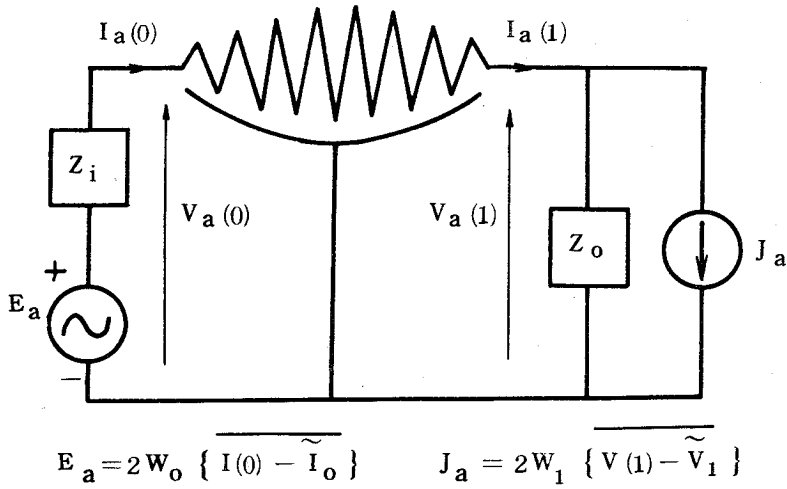 I a (0)
I a (1)
Z i
V a (0)
V a (1)
Z o
J a
+
E a
−
E a = 2 W o { I(0) − Ĩ o }
J a = 2 W 1 { V (1) − Ṽ 1 }